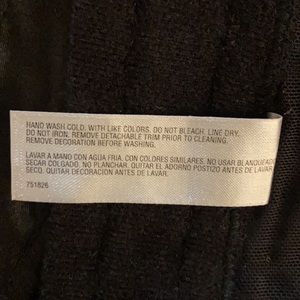 HAND WASH COLD. WITH LIKE COLORS. DO NOT BLEACH. LINE DRY.
DO NOT IRON. REMOVE DETACHABLE TRIM PRIOR TO CLEANING.
REMOVE DECORATION BEFORE WASHING.
LAVAR A MANO CON AGUA FRIA. CON COLORES SIMILARES. NO USAR BLANQUEADO
SECAR COLGADO. NO PLANCHAR. QUITAR EL ADORNO POSTIZO ANTES DE LAVAR
SECO. QUITAR DECORACION ANTES DE LAVAR.
751826